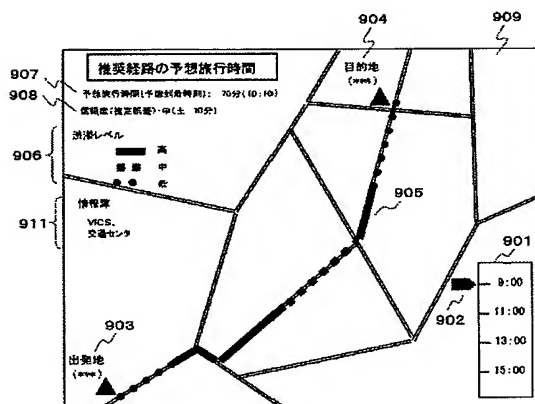 904
909
推奨経路の予想旅行時間
907
目的地
(***)
予想旅行時間(予想到着時刻): 70分(10:10)
908
信頼度(推定誤差):中(± 10分)
渋滞レベル
906
高
中
低
905
911
情報源
VICS、
交通センタ
901
9:00
902
11:00
903
13:00
出発地
(***)
15:00